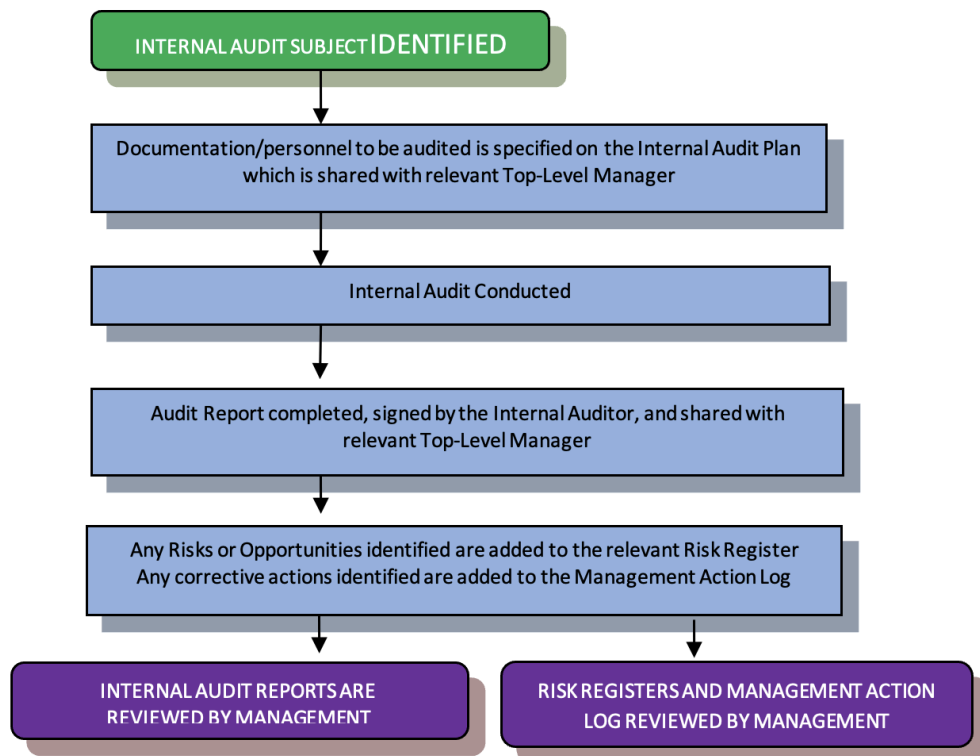 INTERNAL AUDIT SUBJECT IDENTIFIED
Documentation/personnel to be audited is specified on the Internal Audit Plan
which is shared with relevant Top-Level Manager
Internal Audit Conducted
Audit Report completed, signed by the Internal Auditor, and shared with
relevant Top-Level Manager
Any Risks or Opportunities identified are added to the relevant Risk Register
Any corrective actions identified are added to the Management Action Log
INTERNAL AUDIT REPORTS ARE
REVIEWED BY MANAGEMENT
RISK REGISTERS AND MANAGEMENT ACTION
LOG REVIEWED BY MANAGEMENT